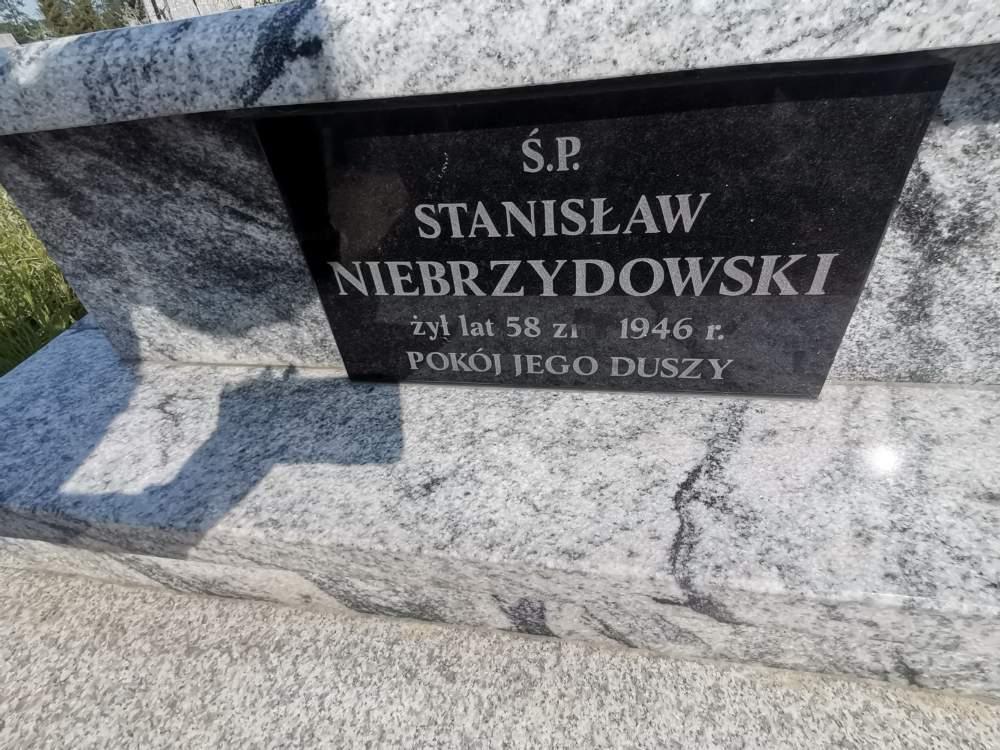 Ś.P.
STANISŁAW
NIEBRZYDOWSKI
żył lat 58 1946 r.
POKÓJ JEGO DUSZY